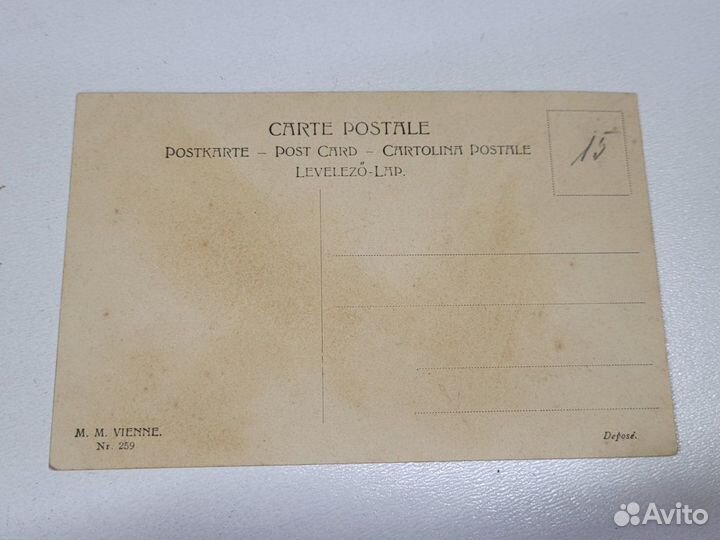 CARTE POSTALE
POSTKARTE – POST CARD – CARTOLINA POSTALE
LEVELEZŐ-LAP.
15
M. M. VIENNE.
Nr. 259
Deposé.
Avito